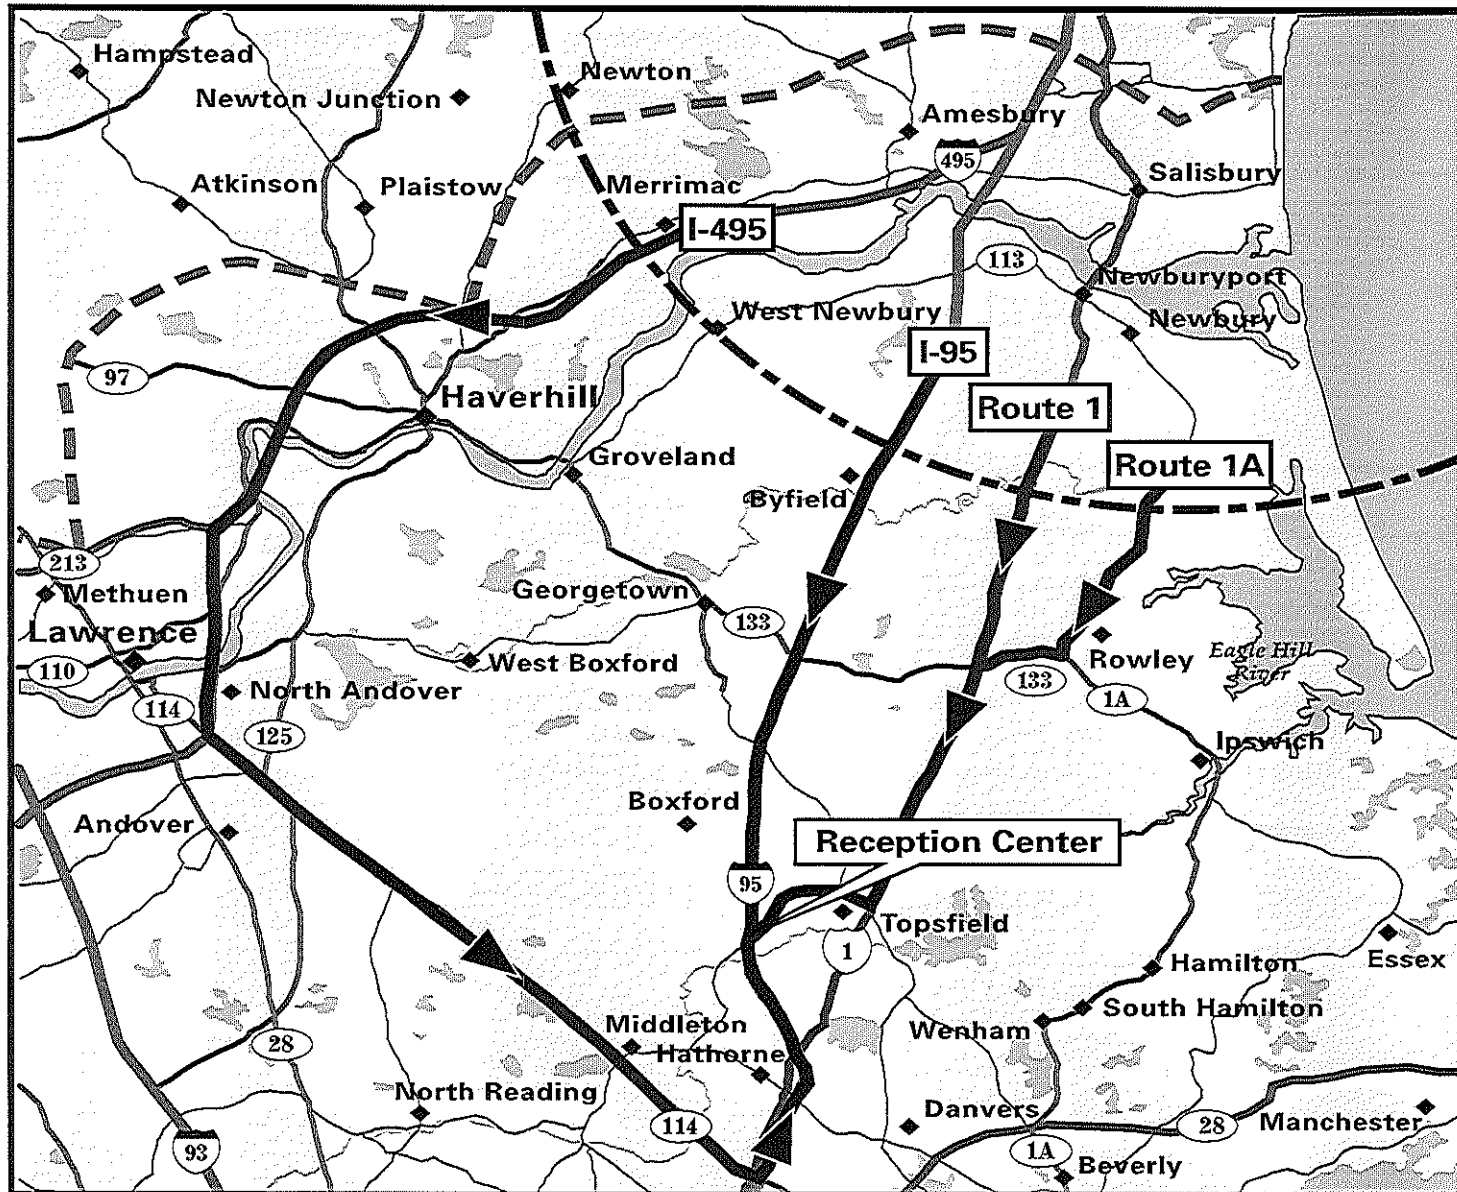 Hampstead
Newton
Newton Junction
Amesbury
495
Atkinson
Plaistow
Merrimac
Salisbury
I-495
113
Newburyport
West Newbury
Newbury
I-95
97
Haverhill
Route 1
Groveland
Route 1A
Byfield
213
Methuen
Georgetown
133
Lawrence
110
West Boxford
Rowley
Eagle Hill
River
133
1A
North Andover
114
125
Ipswich
Boxford
Andover
Reception Center
95
Topsfield
1
Essex
Hamilton
South Hamilton
Wenham
Middleton
Hathorne
28
North Reading
Danvers
114
28
Manchester
93
1A
Beverly